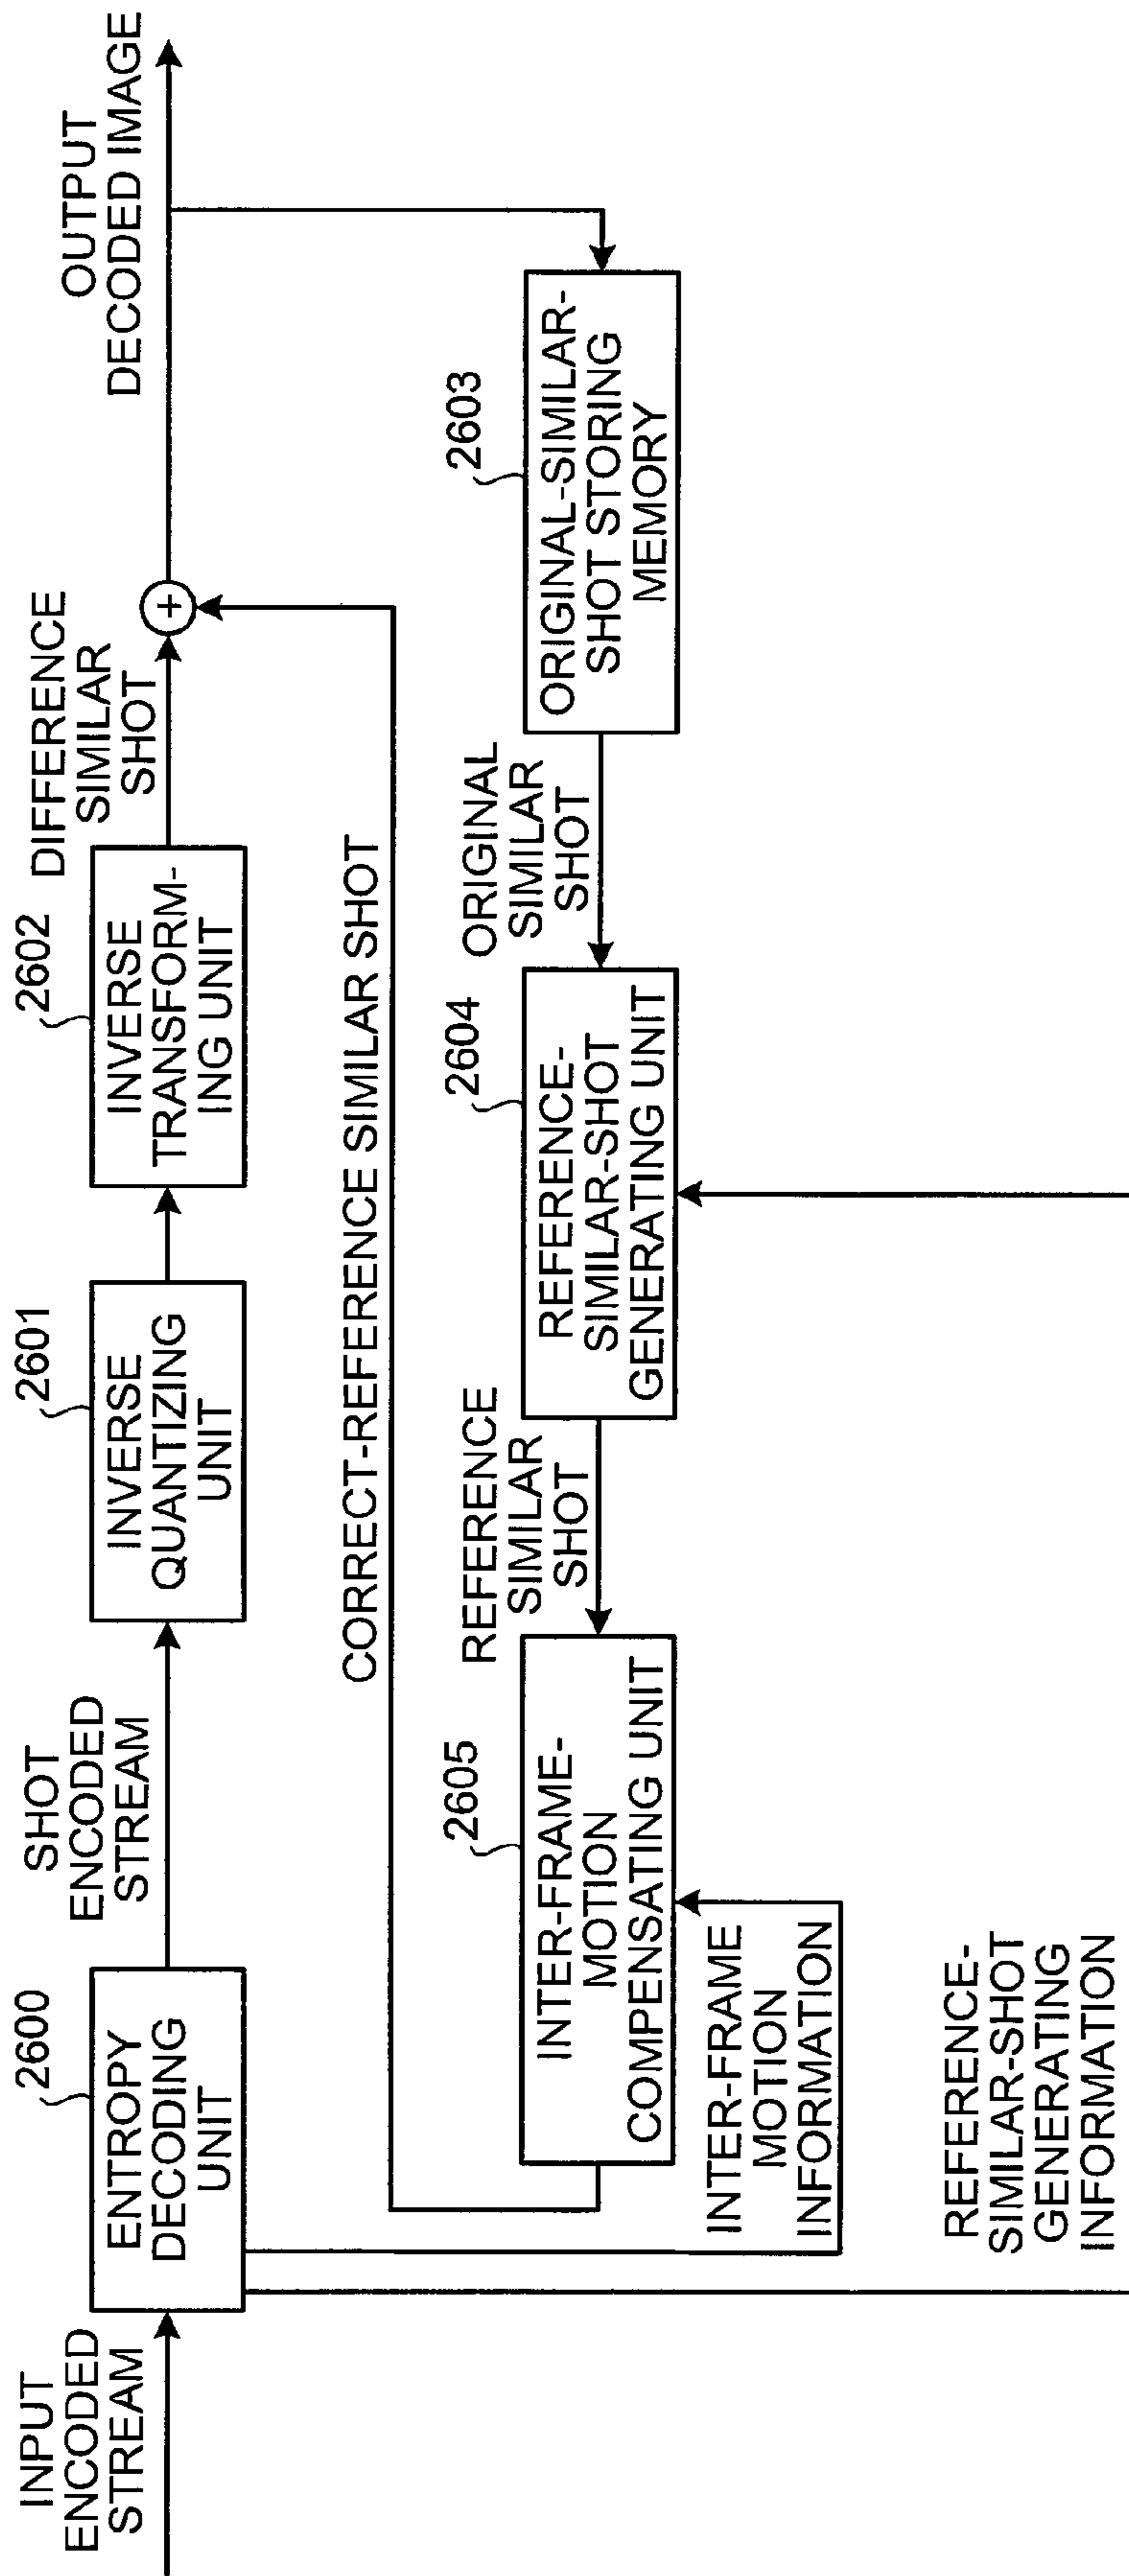 INPUT
ENCODED
STREAM
2600
ENTROPY
DECODING
UNIT
SHOT
ENCODED
STREAM
2601
INVERSE
QUANTIZING
UNIT
2602
INVERSE
TRANSFORM-
ING UNIT
DIFFERENCE
SIMILAR
SHOT
+
OUTPUT
DECODED IMAGE
CORRECT-REFERENCE SIMILAR SHOT
2605
INTER-FRAME-
MOTION
COMPENSATING UNIT
REFERENCE
SIMILAR
SHOT
2604
REFERENCE-
SIMILAR-SHOT
GENERATING UNIT
ORIGINAL
SIMILAR
SHOT
2603
ORIGINAL-SIMILAR-
SHOT STORING
MEMORY
INTER-FRAME
MOTION
INFORMATION
REFERENCE-
SIMILAR-SHOT
GENERATING
INFORMATION